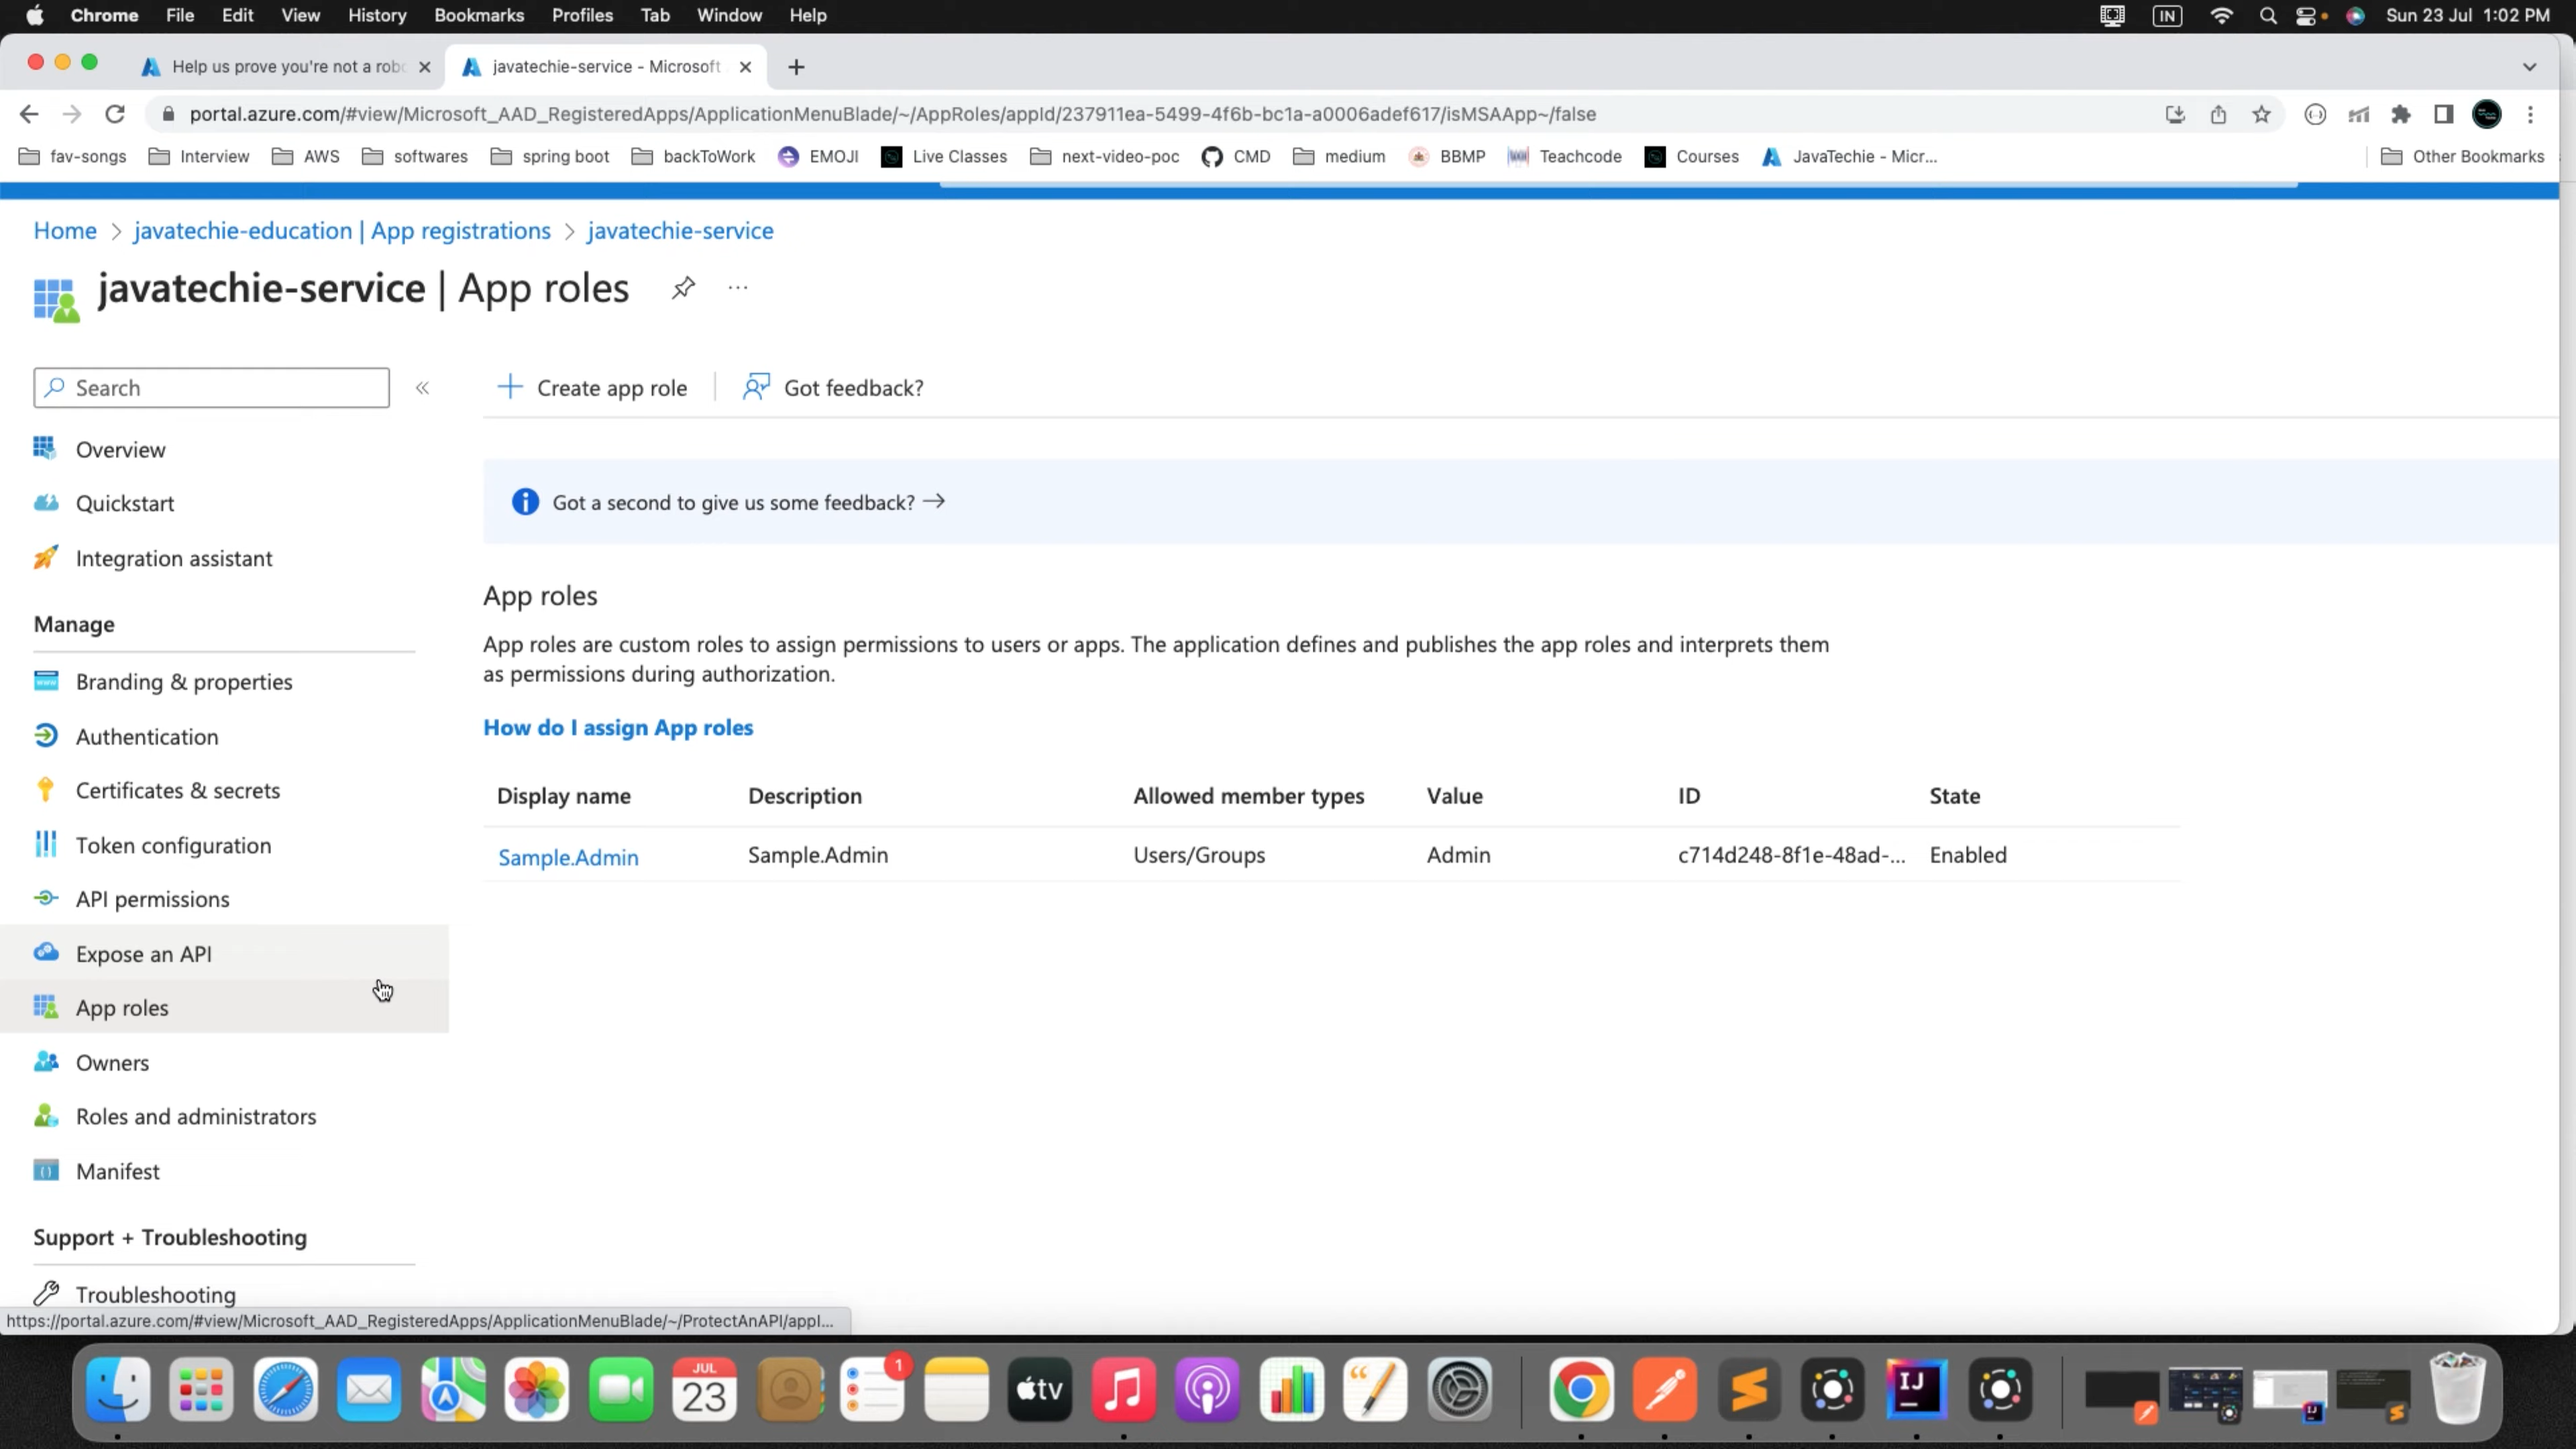 Chrome File Edit View History Bookmarks Profiles Tab Window Help IN Sun 23 Jul 1:02 PM
Help us prove you're not a rob javatechie-service - Microsoft
portal.azure.com/#view/Microsoft_AAD_RegisteredApps/ApplicationMenuBlade/~/AppRoles/appId/237911ea-5499-4f6b-bc1a-a0006adef617/isMSAApp~/false
fav-songs Interview AWS softwares spring boot backToWork EMOJI Live Classes next-video-poc CMD medium BBMP Teachcode Courses JavaTechie - Micr... Other Bookmarks
Home > javatechie-education | App registrations > javatechie-service
javatechie-service | App roles ...
Search «
+ Create app role Got feedback?
Overview
Quickstart
Integration assistant
Manage
Branding & properties
Authentication
Certificates & secrets
Token configuration
API permissions
Expose an API
App roles
Owners
Roles and administrators
Manifest
Support + Troubleshooting
Troubleshooting
Got a second to give us some feedback? →
App roles
App roles are custom roles to assign permissions to users or apps. The application defines and publishes the app roles and interprets them
as permissions during authorization.
How do I assign App roles
Display name Description Allowed member types Value ID State
Sample.Admin Sample.Admin Users/Groups Admin c714d248-8f1e-48ad-... Enabled
https://portal.azure.com/#view/Microsoft_AAD_RegisteredApps/ApplicationMenuBlade/~/ProtectAnAPI/appI...
JUL
23
1
tv
IJ